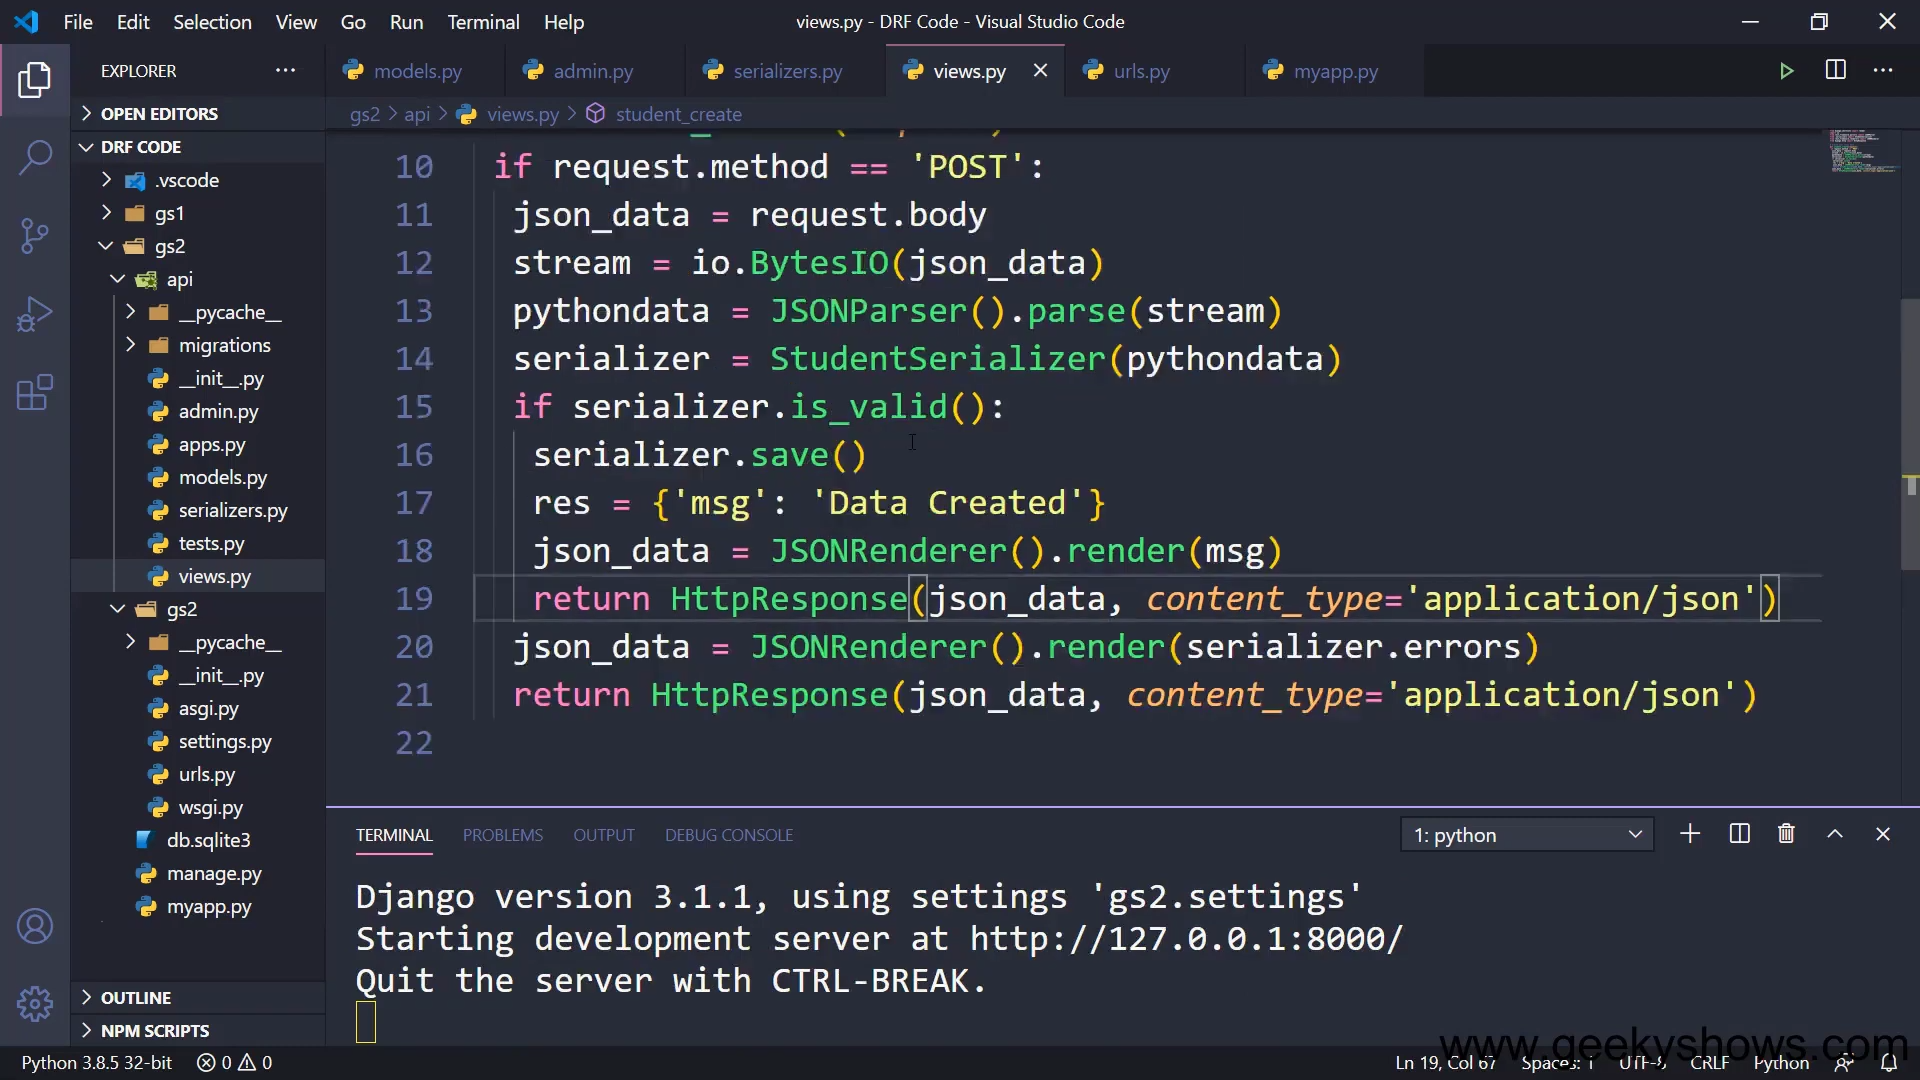 File Edit Selection View Go Run Terminal Help
views.py - DRF Code - Visual Studio Code
EXPLORER
models.py admin.py serializers.py views.py urls.py myapp.py
OPEN EDITORS
gs2 > api > views.py > student_create
DRF CODE
.vscode
gs1
gs2
api
__pycache__
migrations
__init__.py
admin.py
apps.py
models.py
serializers.py
tests.py
views.py
gs2
__pycache__
__init__.py
asgi.py
settings.py
urls.py
wsgi.py
db.sqlite3
manage.py
myapp.py
OUTLINE
NPM SCRIPTS
10 if request.method == 'POST':
11 json_data = request.body
12 stream = io.BytesIO(json_data)
13 pythondata = JSONParser().parse(stream)
14 serializer = StudentSerializer(pythondata)
15 if serializer.is_valid():
16 serializer.save()
17 res = {'msg': 'Data Created'}
18 json_data = JSONRenderer().render(msg)
19 return HttpResponse(json_data, content_type='application/json')
20 json_data = JSONRenderer().render(serializer.errors)
21 return HttpResponse(json_data, content_type='application/json')
22
TERMINAL PROBLEMS OUTPUT DEBUG CONSOLE
1: python
Django version 3.1.1, using settings 'gs2.settings'
Starting development server at http://127.0.0.1:8000/
Quit the server with CTRL-BREAK.
www.geekyshows.com
Python 3.8.5 32-bit 0 0
Ln 19, Col 67 Spaces: 1 UTF-8 CRLF Python